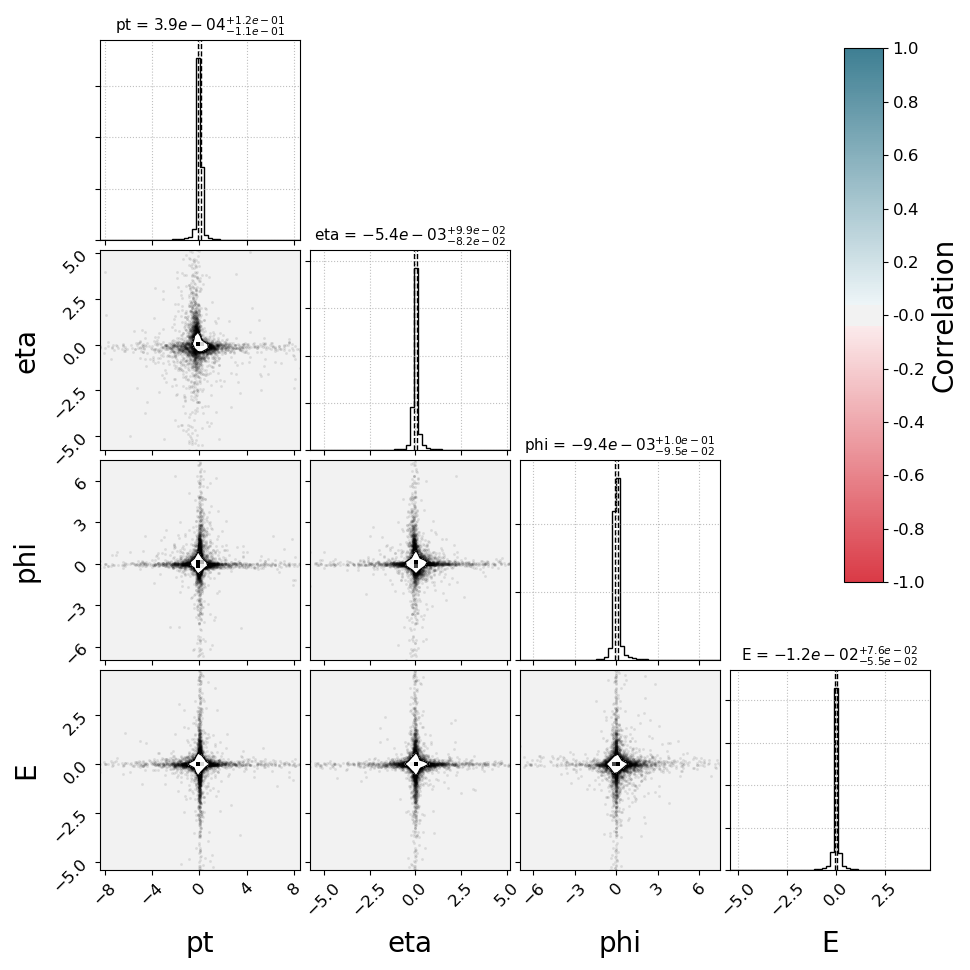 pt = 3.9e−04+1.2e−01−1.1e−01
1.0
0.8
0.6
0.4
0.2
-0.0
-0.2
-0.4
-0.6
-0.8
-1.0
Correlation
eta = −5.4e−03+9.9e−02−8.2e−02
5.0
2.5
0.0
−2.5
−5.0
eta
phi = −9.4e−03+1.0e−01−9.5e−02
6
3
0
−3
−6
phi
E = −1.2e−02+7.6e−02−5.5e−02
2.5
0.0
−2.5
−5.0
E
−8 −4 0 4 8
−5.0 −2.5 0.0 2.5 5.0
−6 −3 0 3 6
−5.0 −2.5 0.0 2.5
pt eta phi E